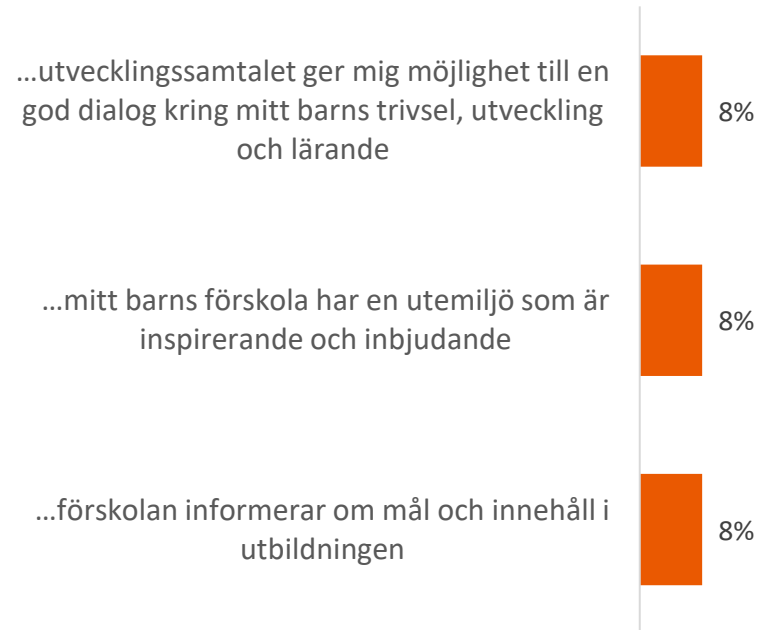 ...utvecklingssamtalet ger mig möjlighet till en
god dialog kring mitt barns trivsel, utveckling
och lärande
8%
...mitt barns förskola har en utemiljö som är
inspirerande och inbjudande
8%
...förskolan informerar om mål och innehåll i
utbildningen
8%